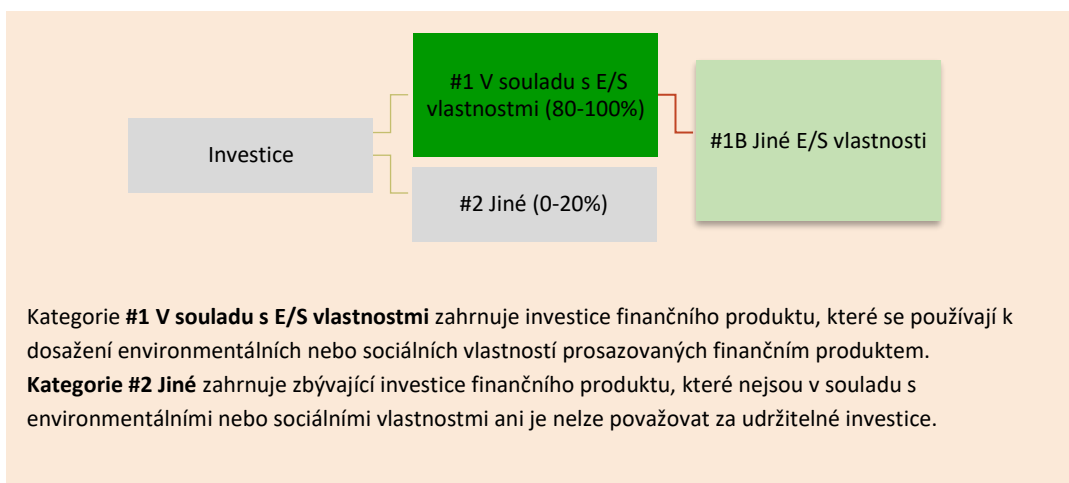 #1 V souladu s E/S
vlastnostmi (80-100%)
#1B Jiné E/S vlastnosti
Investice
#2 Jiné (0-20%)
Kategorie #1 V souladu s E/S vlastnostmi zahrnuje investice finančního produktu, které se používají k
dosažení environmentálních nebo sociálních vlastností prosazovaných finančním produktem.
Kategorie #2 Jiné zahrnuje zbývající investice finančního produktu, které nejsou v souladu s
environmentálními nebo sociálními vlastnostmi ani je nelze považovat za udržitelné investice.